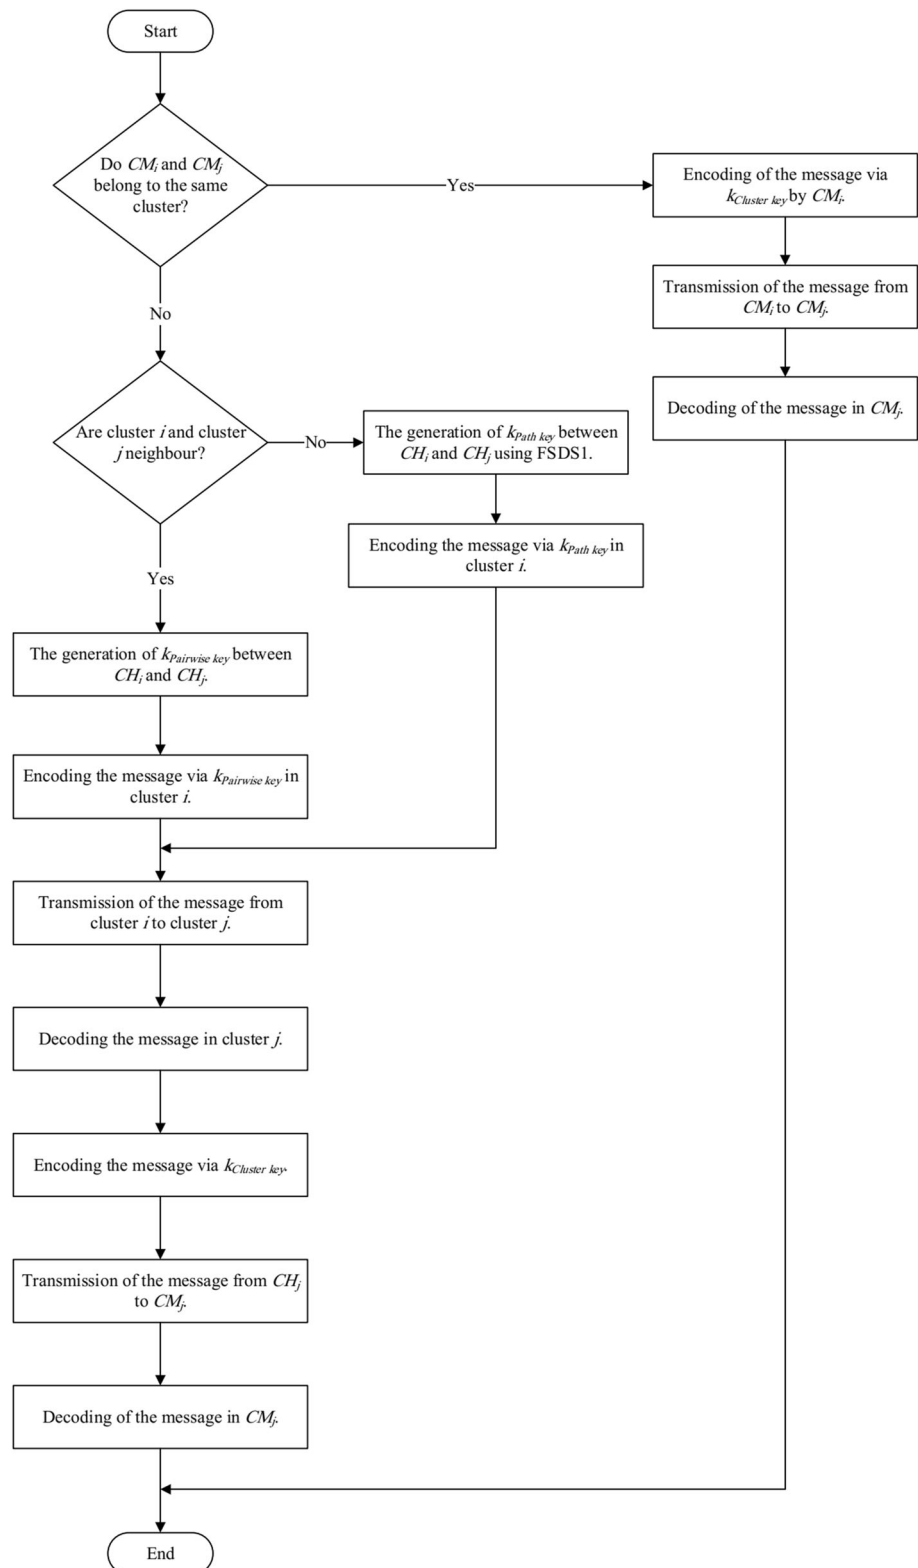 Start
Do CMi and CMj
belong to the same
cluster?
Yes
Encoding of the message via
kCluster key by CMi.
Transmission of the message from
CMi to CMj.
Decoding of the message in CMj.
No
Are cluster i and cluster
j neighbour?
No
The generation of kPath key between
CHi and CHj using FSDS1.
Encoding the message via kPath key in
cluster i.
Yes
The generation of kPairwise key between
CHi and CHj.
Encoding the message via kPairwise key in
cluster i.
Transmission of the message from
cluster i to cluster j.
Decoding the message in cluster j.
Encoding the message via kCluster key.
Transmission of the message from CHj
to CMj.
Decoding of the message in CMj.
End